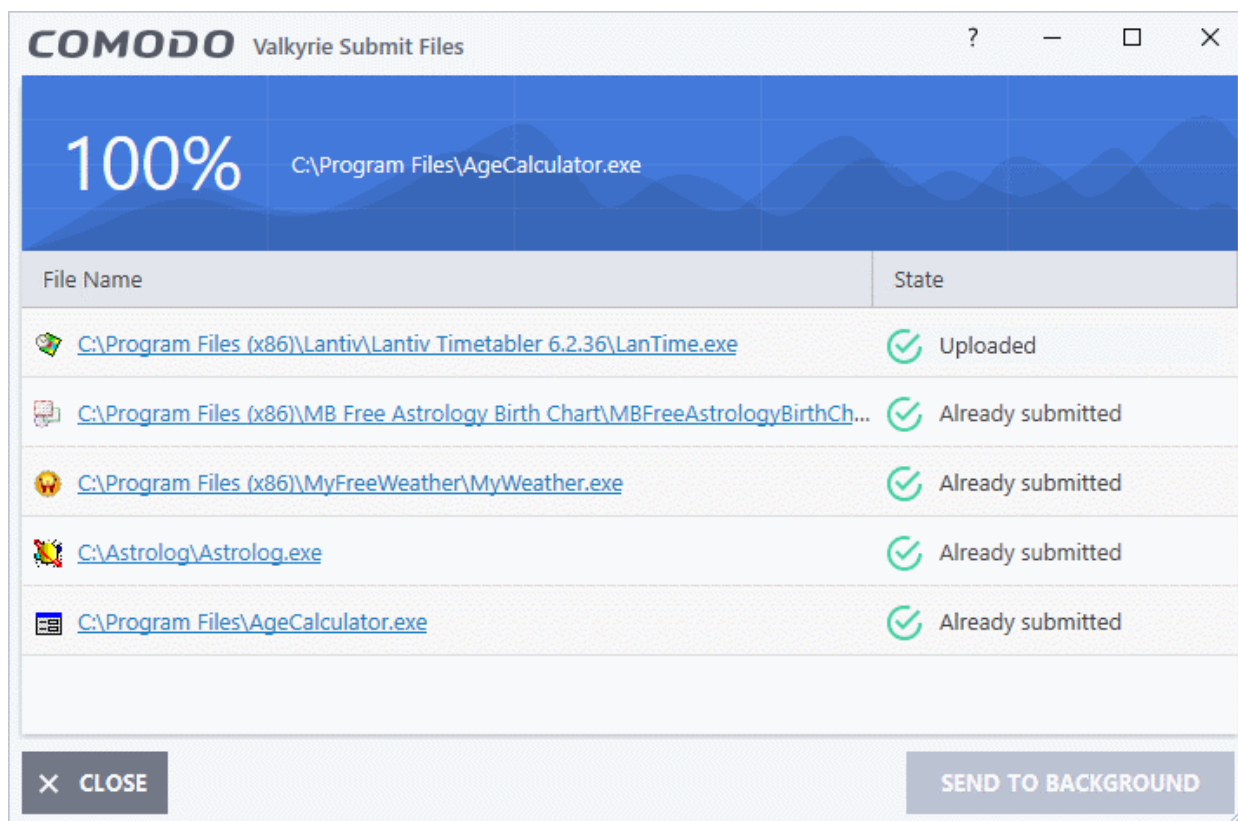 COMODO Valkyrie Submit Files ?
100% C:\Program Files\AgeCalculator.exe
File Name State
C:\Program Files (x86)\Lantiv\Lantiv Timetabler 6.2.36\LanTime.exe Uploaded
C:\Program Files (x86)\MB Free Astrology Birth Chart\MBFreeAstrologyBirthCh... Already submitted
C:\Program Files (x86)\MyFreeWeather\MyWeather.exe Already submitted
C:\Astrolog\Astrolog.exe Already submitted
C:\Program Files\AgeCalculator.exe Already submitted
CLOSE SEND TO BACKGROUND